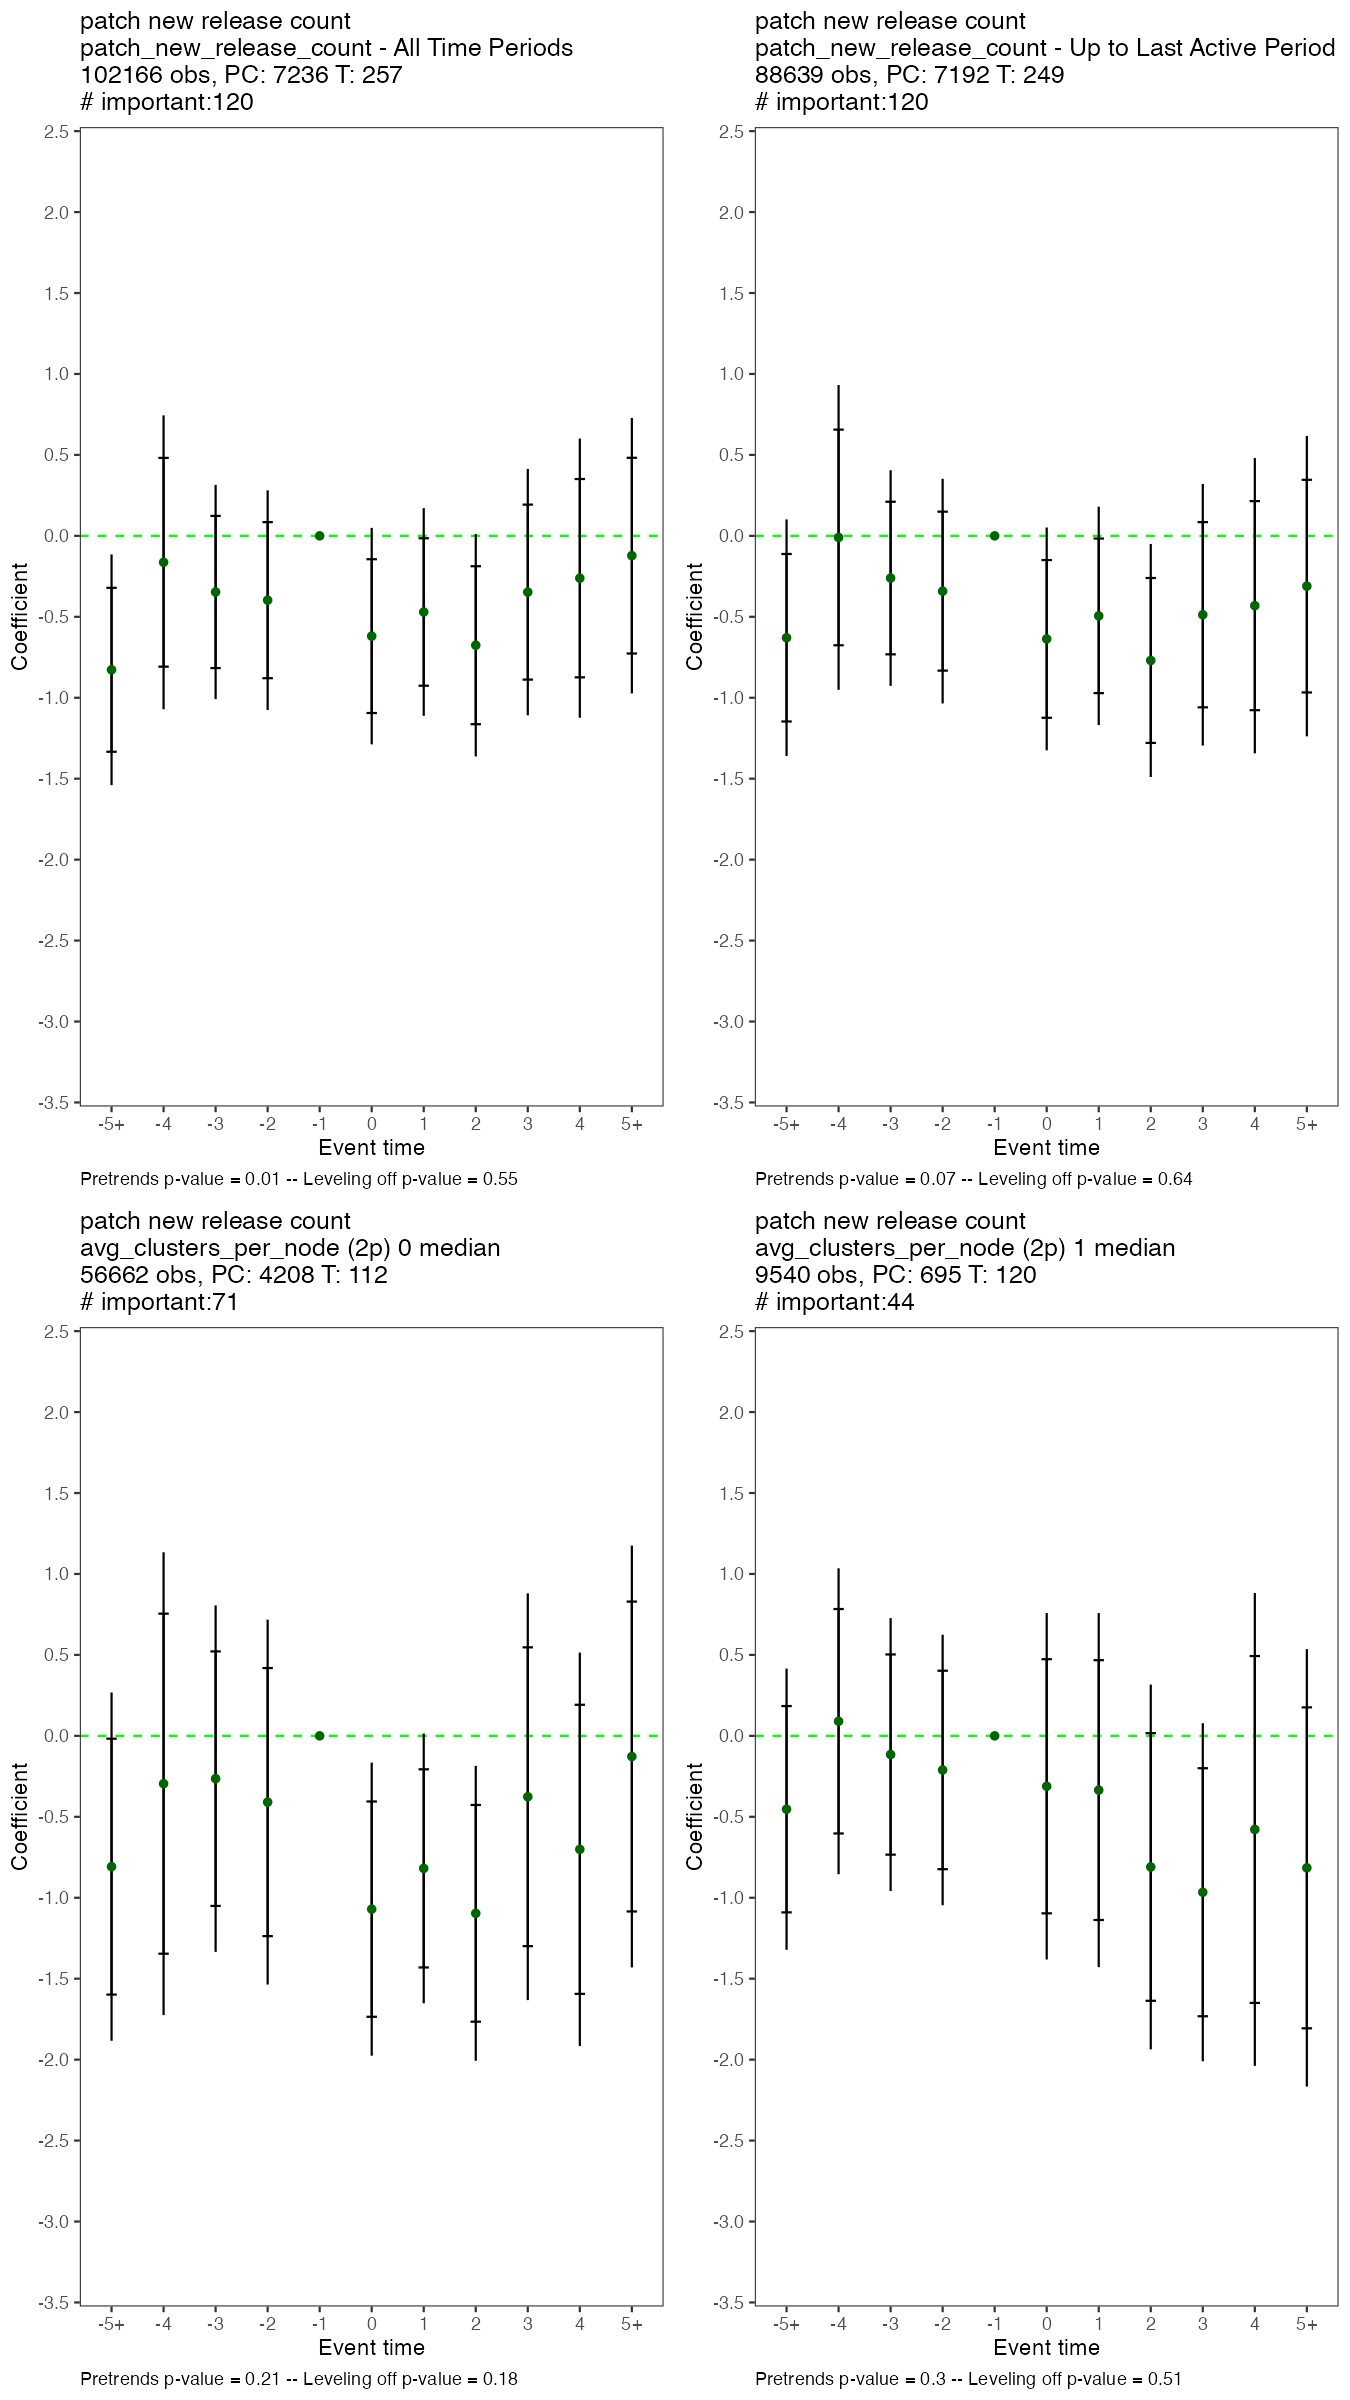 patch new release count
patch_new_release_count - All Time Periods
102166 obs, PC: 7236 T: 257
# important:120
2.5
2.0
1.5
1.0
0.5
0.0
-0.5
-1.0
-1.5
-2.0
-2.5
-3.0
-3.5
Coefficient
-5+ -4 -3 -2 -1 0 1 2 3 4 5+
Event time
Pretrends p-value = 0.01 -- Leveling off p-value = 0.55
patch new release count
patch_new_release_count - Up to Last Active Period
88639 obs, PC: 7192 T: 249
# important:120
2.5
2.0
1.5
1.0
0.5
0.0
-0.5
-1.0
-1.5
-2.0
-2.5
-3.0
-3.5
Coefficient
-5+ -4 -3 -2 -1 0 1 2 3 4 5+
Event time
Pretrends p-value = 0.07 -- Leveling off p-value = 0.64
patch new release count
avg_clusters_per_node (2p) 0 median
56662 obs, PC: 4208 T: 112
# important:71
2.5
2.0
1.5
1.0
0.5
0.0
-0.5
-1.0
-1.5
-2.0
-2.5
-3.0
-3.5
Coefficient
-5+ -4 -3 -2 -1 0 1 2 3 4 5+
Event time
Pretrends p-value = 0.21 -- Leveling off p-value = 0.18
patch new release count
avg_clusters_per_node (2p) 1 median
9540 obs, PC: 695 T: 120
# important:44
2.5
2.0
1.5
1.0
0.5
0.0
-0.5
-1.0
-1.5
-2.0
-2.5
-3.0
-3.5
Coefficient
-5+ -4 -3 -2 -1 0 1 2 3 4 5+
Event time
Pretrends p-value = 0.3 -- Leveling off p-value = 0.51